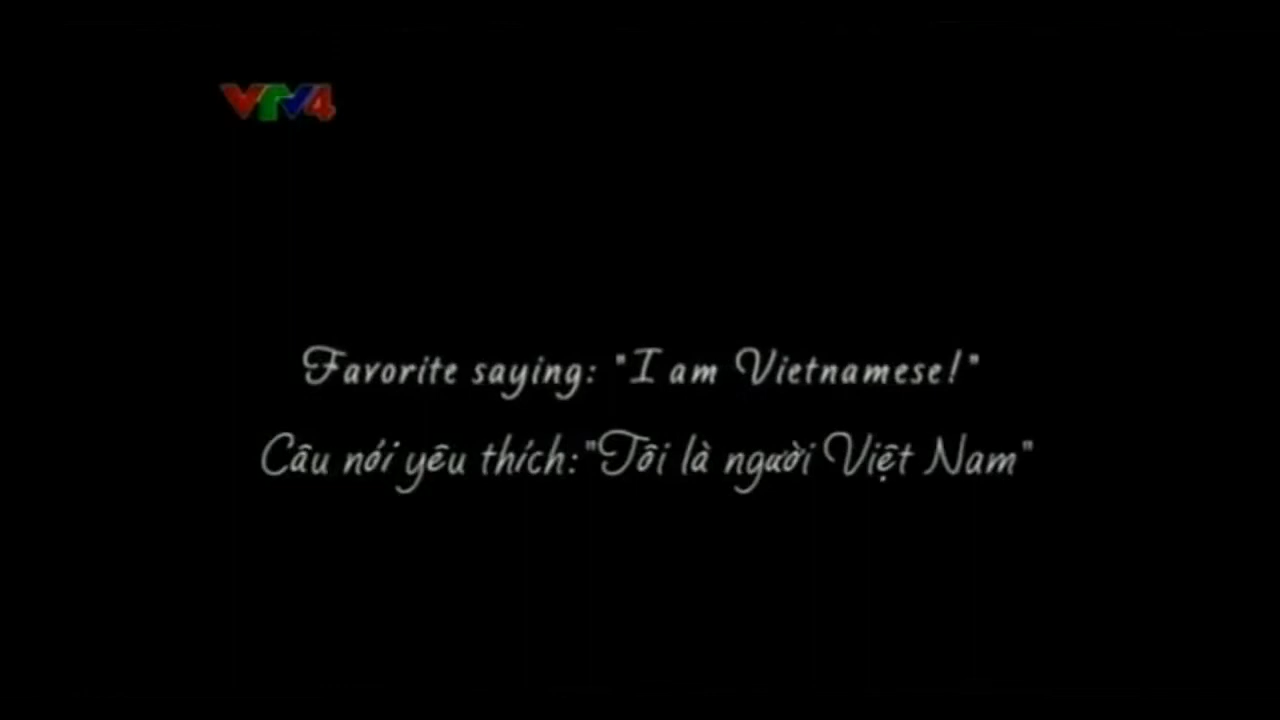 VTV4
Favorite saying: "I am Vietnamese!"
Câu nói yêu thích:"Tôi là người Việt Nam"